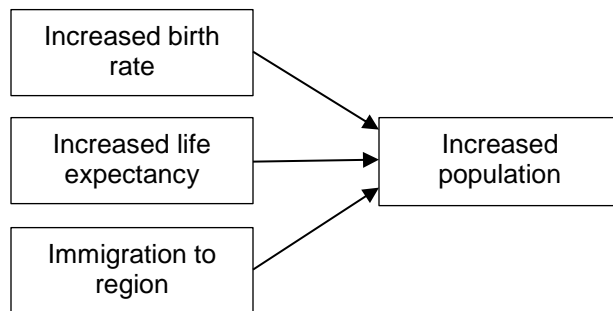 Increased birth
rate
Increased life
expectancy
Immigration to
region
Increased
population